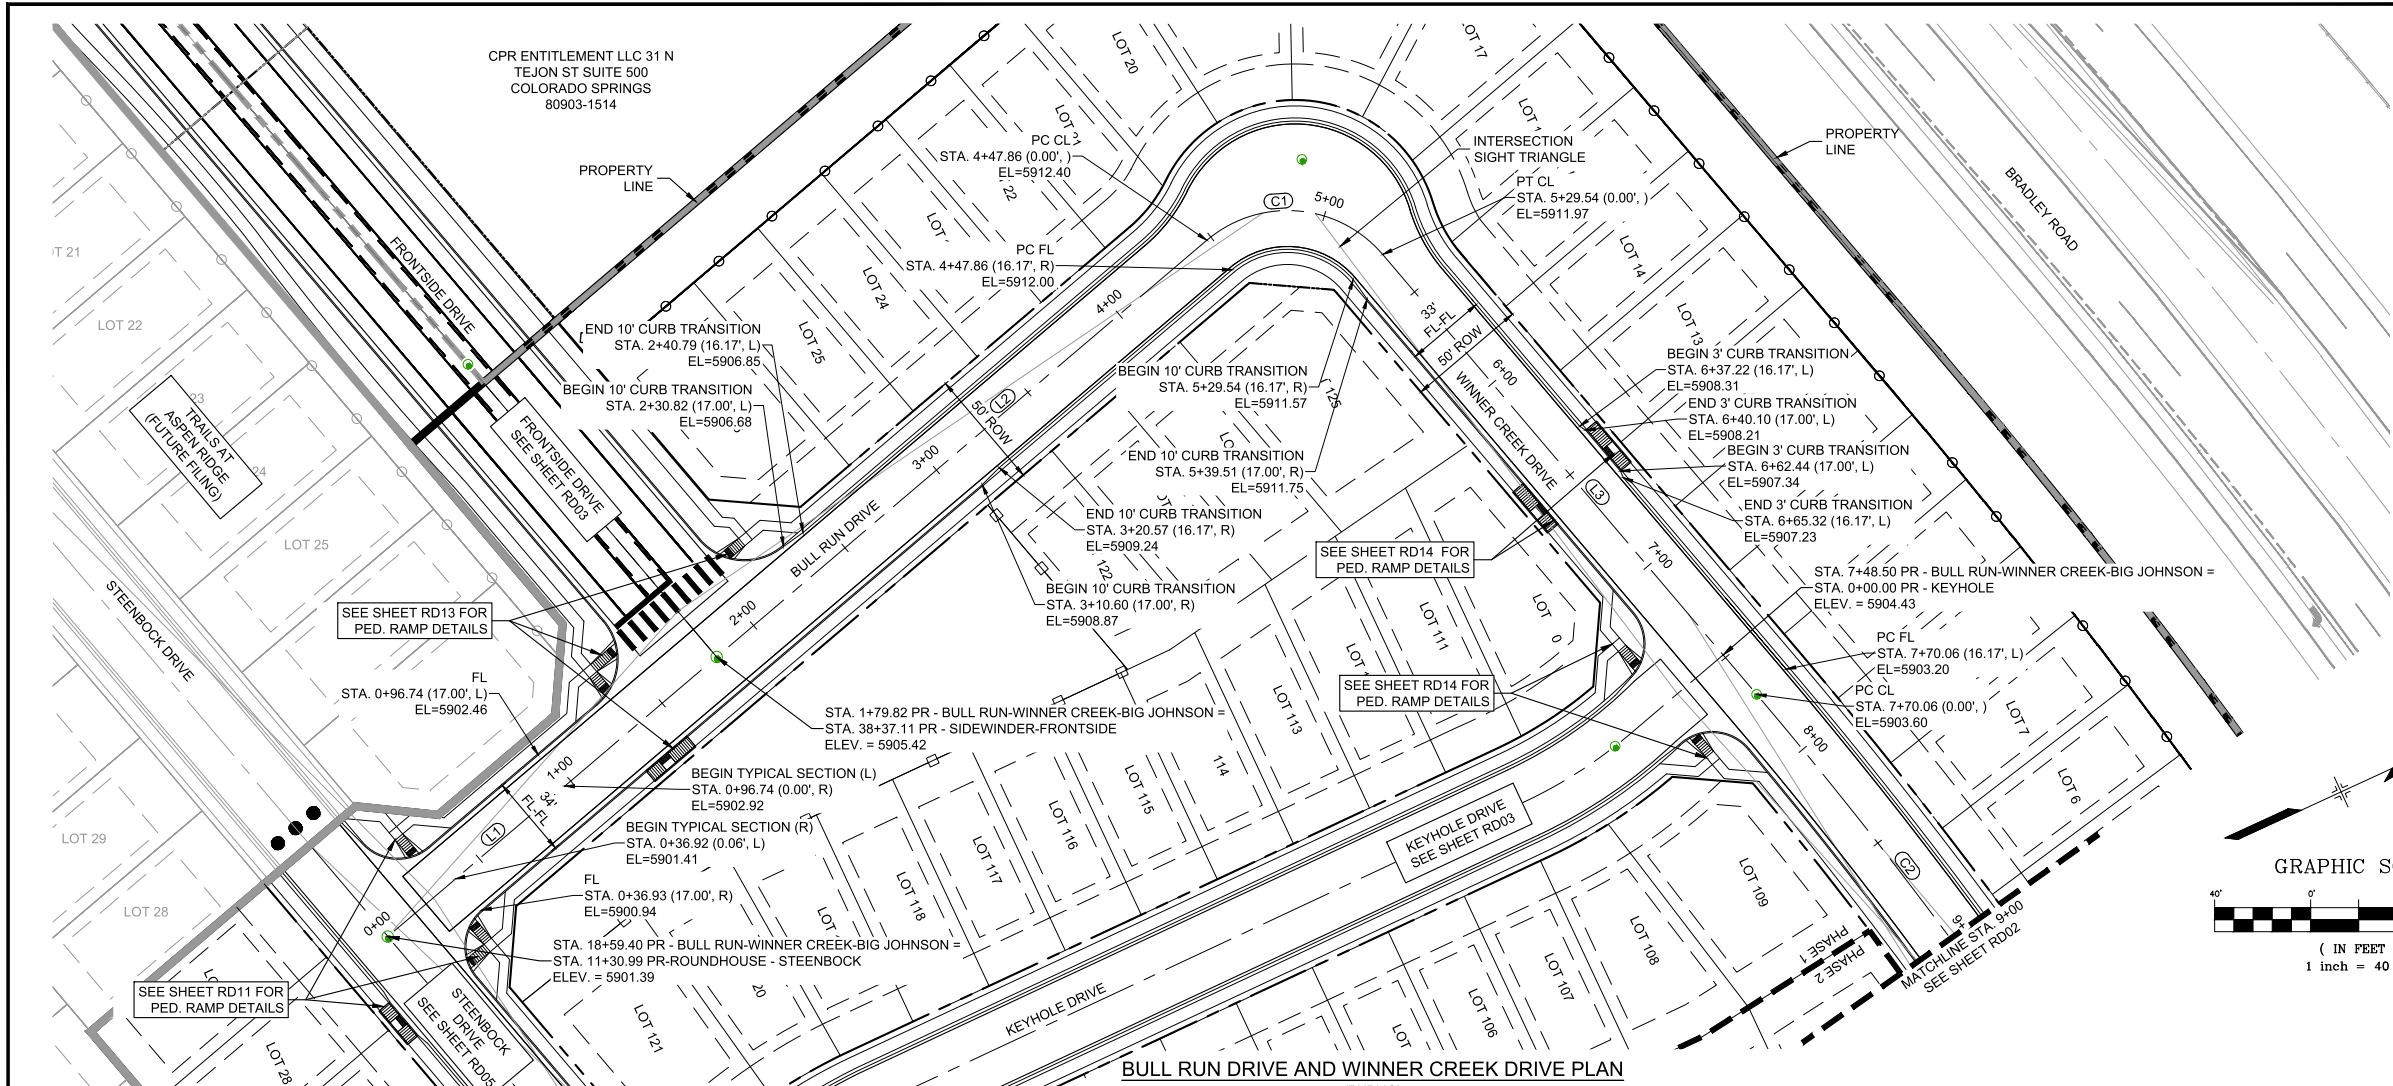 CPR ENTITLEMENT LLC 31 N
TEJON ST SUITE 500
COLORADO SPRINGS
80903-1514
PROPERTY
LINE
LOT 20
LOT 17
PC CL
STA. 4+47.86 (0.00', )
EL=5912.40
22
INTERSECTION
SIGHT TRIANGLE
PT CL
STA. 5+29.54 (0.00', )
EL=5911.97
PROPERTY
LINE
BRADLEY ROAD
C1
5+00
PC FL
STA. 4+47.86 (16.17', R)
EL=5912.00
LOT 14
LOT 13
LOT 24
LOT 25
4+00
FRONTSIDE DRIVE
LOT 22
23
24
LOT 25
TRAILS AT
ASPEN RIDGE
(FUTURE FILING)
END 10' CURB TRANSITION
STA. 2+40.79 (16.17', L)
EL=5906.85
BEGIN 10' CURB TRANSITION
STA. 2+30.82 (17.00', L)
EL=5906.68
FRONTSIDE DRIVE
SEE SHEET RD03
50' ROW
L2
3+00
BULL RUN DRIVE
2+00
33'
FL-FL
50' ROW
6+00
WINNER CREEK DRIVE
BEGIN 10' CURB TRANSITION
STA. 5+29.54 (16.17', R)
EL=5911.57
125
END 10' CURB TRANSITION
STA. 5+39.51 (17.00', R)
EL=5911.75
BEGIN 3' CURB TRANSITION
STA. 6+37.22 (16.17', L)
EL=5908.31
END 3' CURB TRANSITION
STA. 6+40.10 (17.00', L)
EL=5908.21
BEGIN 3' CURB TRANSITION
STA. 6+62.44 (17.00', L)
EL=5907.34
END 3' CURB TRANSITION
STA. 6+65.32 (16.17', L)
EL=5907.23
END 10' CURB TRANSITION
STA. 3+20.57 (16.17', R)
EL=5909.24
122
BEGIN 10' CURB TRANSITION
STA. 3+10.60 (17.00', R)
EL=5908.87
SEE SHEET RD14 FOR
PED. RAMP DETAILS
L3
7+00
STA. 7+48.50 PR - BULL RUN-WINNER CREEK-BIG JOHNSON =
STA. 0+00.00 PR - KEYHOLE
ELEV. = 5904.43
PC FL
STA. 7+70.06 (16.17', L)
EL=5903.20
PC CL
STA. 7+70.06 (0.00', )
EL=5903.60
LOT 7
LOT 6
8+00
C2
STEENBOCK DRIVE
SEE SHEET RD13 FOR
PED. RAMP DETAILS
FL
STA. 0+96.74 (17.00', L)
EL=5902.46
STA. 1+79.82 PR - BULL RUN-WINNER CREEK-BIG JOHNSON =
STA. 38+37.11 PR - SIDEWINDER-FRONTSIDE
ELEV. = 5905.42
SEE SHEET RD14 FOR
PED. RAMP DETAILS
LOT 111
LOT 113
114
LOT 115
LOT 116
LOT 117
LOT 118
1+00
34'
FL-FL
L1
BEGIN TYPICAL SECTION (L)
STA. 0+96.74 (0.00', R)
EL=5902.92
BEGIN TYPICAL SECTION (R)
STA. 0+36.92 (0.06', L)
EL=5901.41
FL
STA. 0+36.93 (17.00', R)
EL=5900.94
STA. 18+59.40 PR - BULL RUN-WINNER CREEK-BIG JOHNSON =
STA. 11+30.99 PR-ROUNDHOUSE - STEENBOCK
ELEV. = 5901.39
20
LOT 121
0+00
LOT 29
LOT 28
SEE SHEET RD11 FOR
PED. RAMP DETAILS
LOT 28
STEENBOCK
DRIVE
SEE SHEET RD05
KEYHOLE DRIVE
SEE SHEET RD03
KEYHOLE DRIVE
LOT 109
LOT 108
LOT 107
LOT 106
PHASE 1
PHASE 2
MATCHLINE STA. 9+00
SEE SHEET RD02
40'
0'
( IN FEET
1 inch = 40
BULL RUN DRIVE AND WINNER CREEK DRIVE PLAN